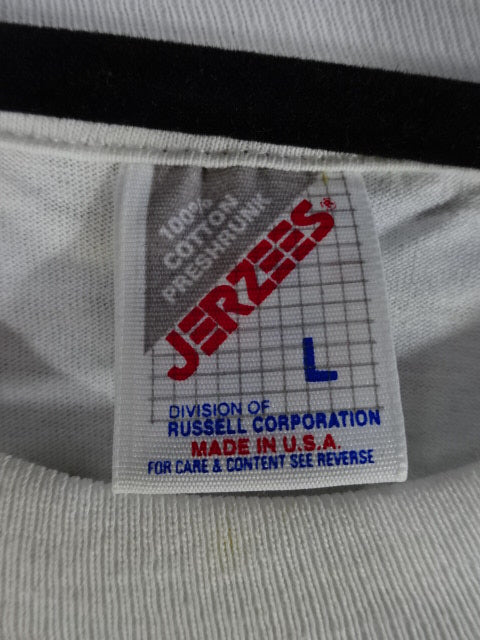 100%
COTTON
PRESHRUNK
JERZEES®
L
DIVISION OF
RUSSELL CORPORATION
MADE IN U.S.A.
FOR CARE & CONTENT SEE REVERSE